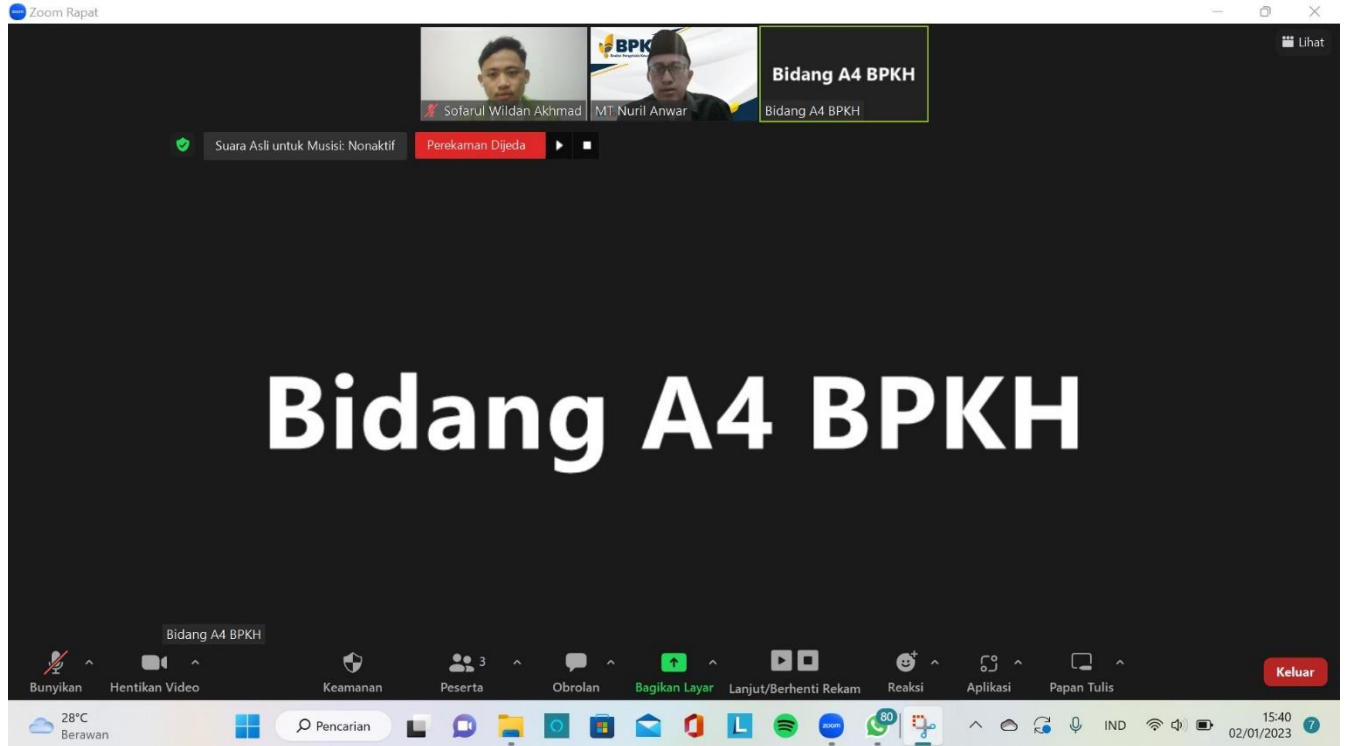 Zoom Rapat
BPK
Lihat
Sofarul Wildan Akhmad
MT Nuril Anwar
Bidang A4 BPKH
Bidang A4 BPKH
Suara Asli untuk Musisi: Nonaktif
Perekaman Dijeda
Bidang A4 BPKH
Bidang A4 BPKH
Bunyikan
Hentikan Video
Keamanan
3
Peserta
Obrolan
Bagikan Layar
Lanjut/Berhenti Rekam
Reaksi
Aplikasi
Papan Tulis
Keluar
28°C
Berawan
Pencarian
L
zoom
80
IND
15:40
02/01/2023
7